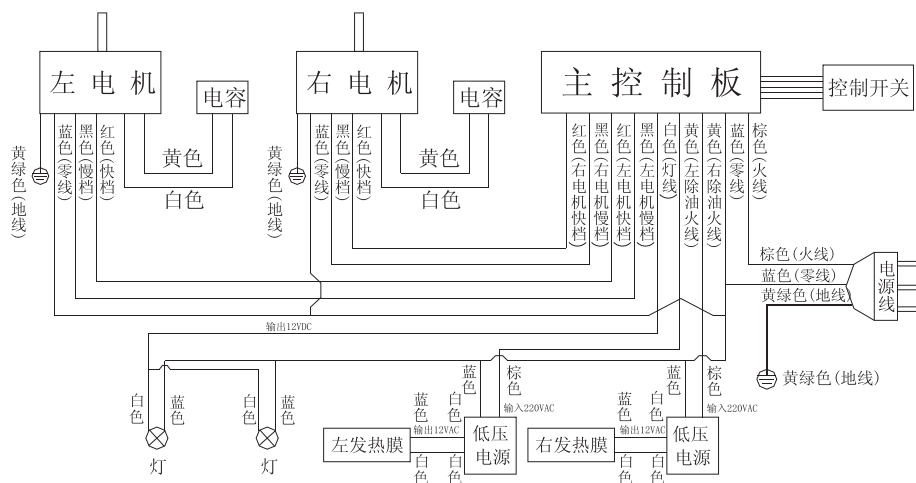 左电机
电容
右电机
电容
主控制板
控制开关
黄绿色(地线)
蓝色(零线)
黑色(慢档)
红色(快档)
黄色
白色
黄绿色(地线)
蓝色(零线)
黑色(慢档)
红色(快档)
黄色
白色
红色(右电机快档)
黑色(右电机慢档)
红色(左电机快档)
黑色(左电机慢档)
白色(灯线)
黄色(左除油火线)
黄色(右除油火线)
蓝色(零线)
棕色(火线)
棕色(火线)
蓝色(零线)
黄绿色(地线)
电源线
黄绿色(地线)
输出12VDC
白色
蓝色
灯
白色
蓝色
灯
蓝色
棕色
输入220VAC
蓝色
白色
输出12VAC
左发热膜
低压
电源
白色
白色
蓝色
棕色
输入220VAC
蓝色
白色
输出12VAC
右发热膜
低压
电源
白色
白色